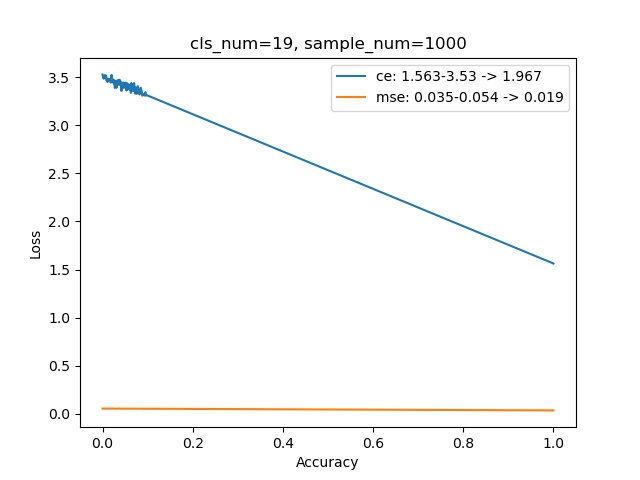 cls_num=19, sample_num=1000
ce: 1.563-3.53 -> 1.967
mse: 0.035-0.054 -> 0.019
3.5
3.0
2.5
2.0
1.5
1.0
0.5
0.0
Loss
0.0 0.2 0.4 0.6 0.8 1.0
Accuracy